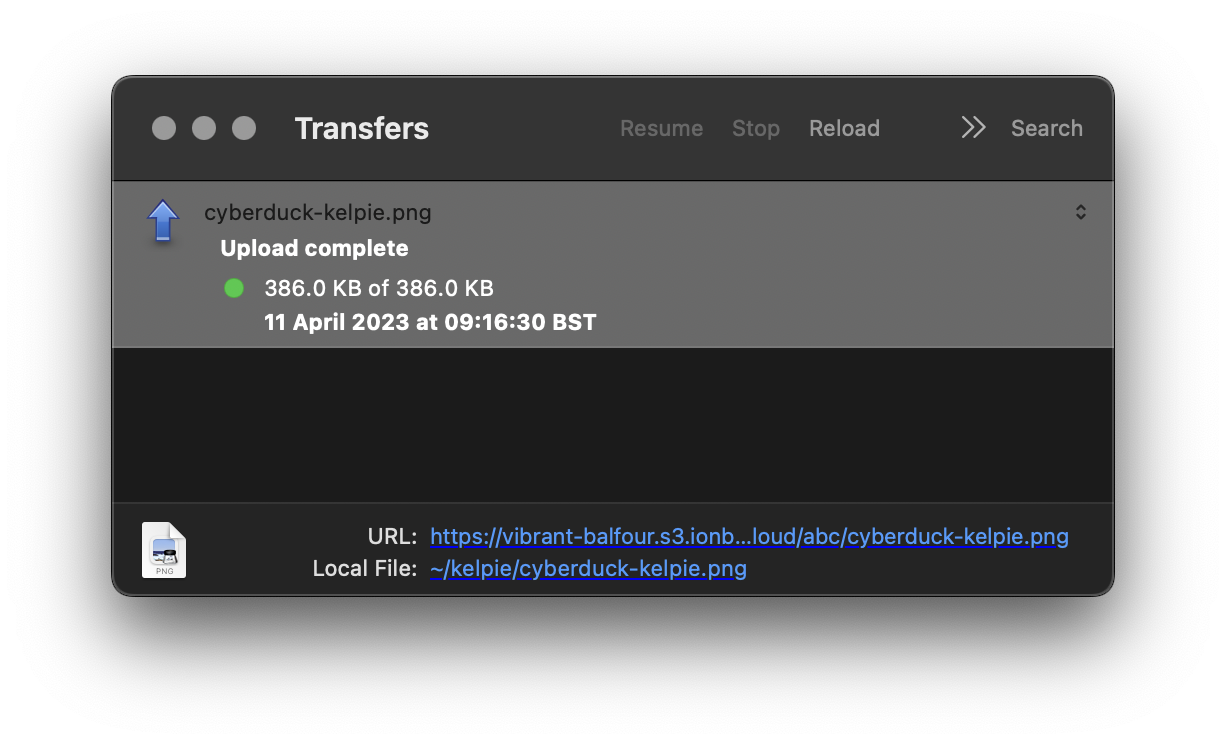 Transfers Resume Stop Reload Search
cyberduck-kelpie.png
Upload complete
386.0 KB of 386.0 KB
11 April 2023 at 09:16:30 BST
URL: https://vibrant-balfour.s3.ionb...loud/abc/cyberduck-kelpie.png
Local File: ~/kelpie/cyberduck-kelpie.png
PNG